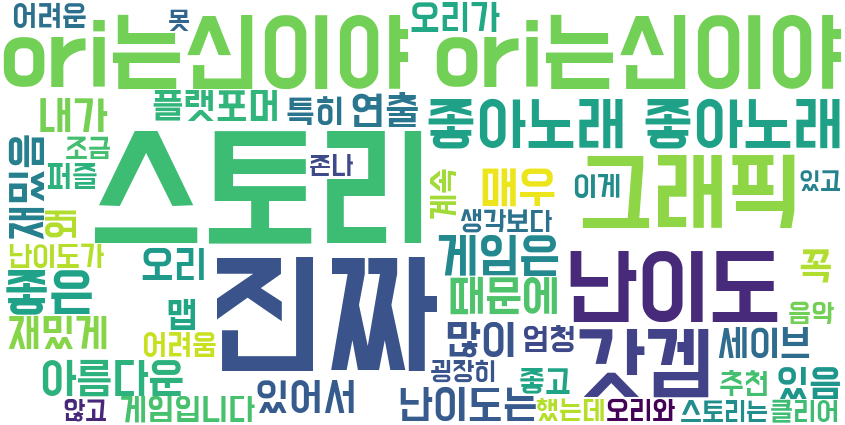 어려운 못 오리가
ori는신이야 ori는신이야
내가 플랫포머 특히 연출 좋아노래 좋아노래
재밌음 조금 스토리 존나
퍼즐 왜 계속 매우 이게 그래픽 있고
생각보다
난이도가 오리 진짜 게임은 난이도 꼭
좋은 맵 때문에 음악
재밌게 어려움 많이 엄청 갓겜 세이브
아름다운 있어서 굉장히 좋고 추천 있음
않고 게임입니다 난이도는 했는데 오리와 스토리는 클리어